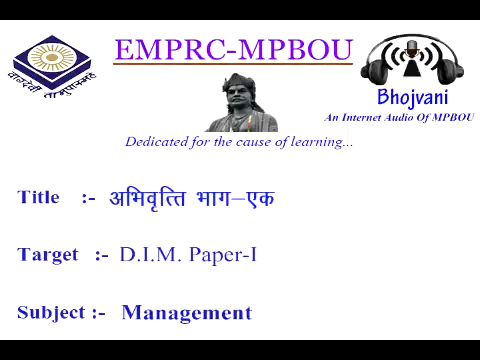 EMPRC-MPBOU
Bhojvani
An Internet Audio Of MPBOU
Dedicated for the cause of learning...
Title :- अभिवृत्ति भाग-एक
Target :- D.I.M. Paper-I
Subject :- Management